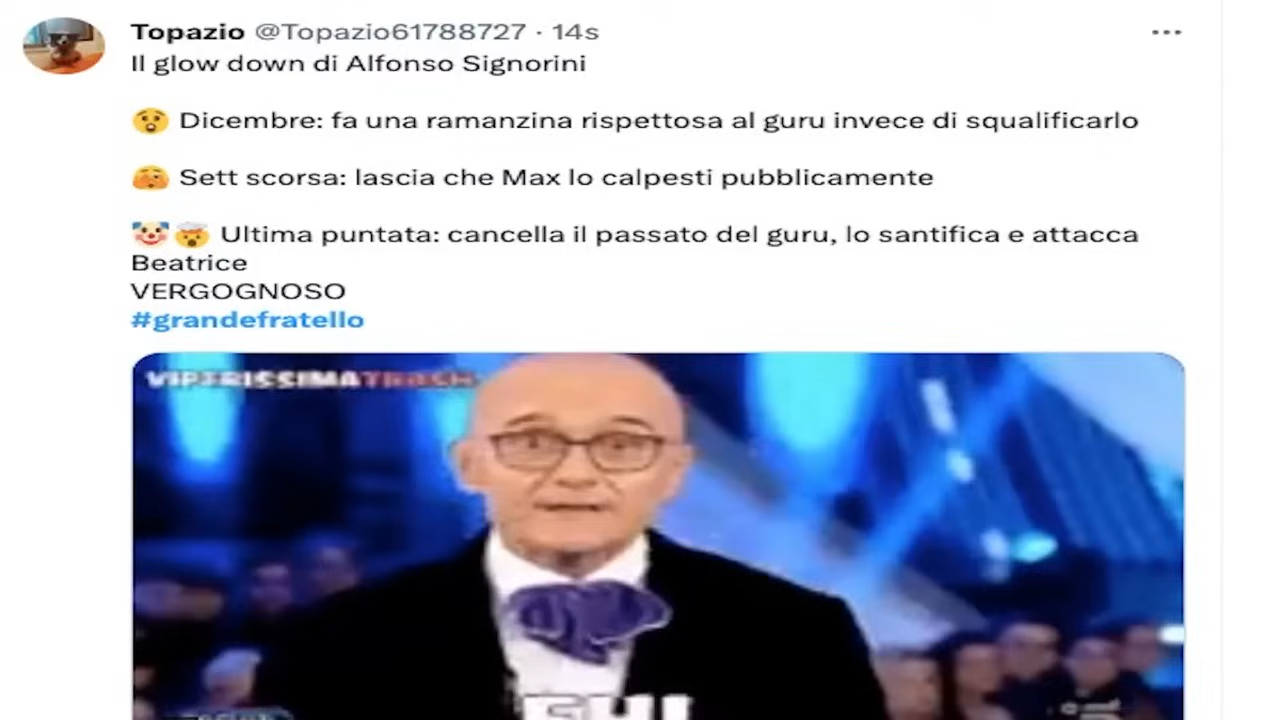 Topazio @Topazio61788727 · 14s
Il glow down di Alfonso Signorini
😲 Dicembre: fa una ramanzina rispettosa al guru invece di squalificarlo
🫣 Sett scorsa: lascia che Max lo calpesti pubblicamente
🤡🤯 Ultima puntata: cancella il passato del guru, lo santifica e attacca
Beatrice
VERGOGNOSO
#grandefratello
VIPERISSIMATRASH